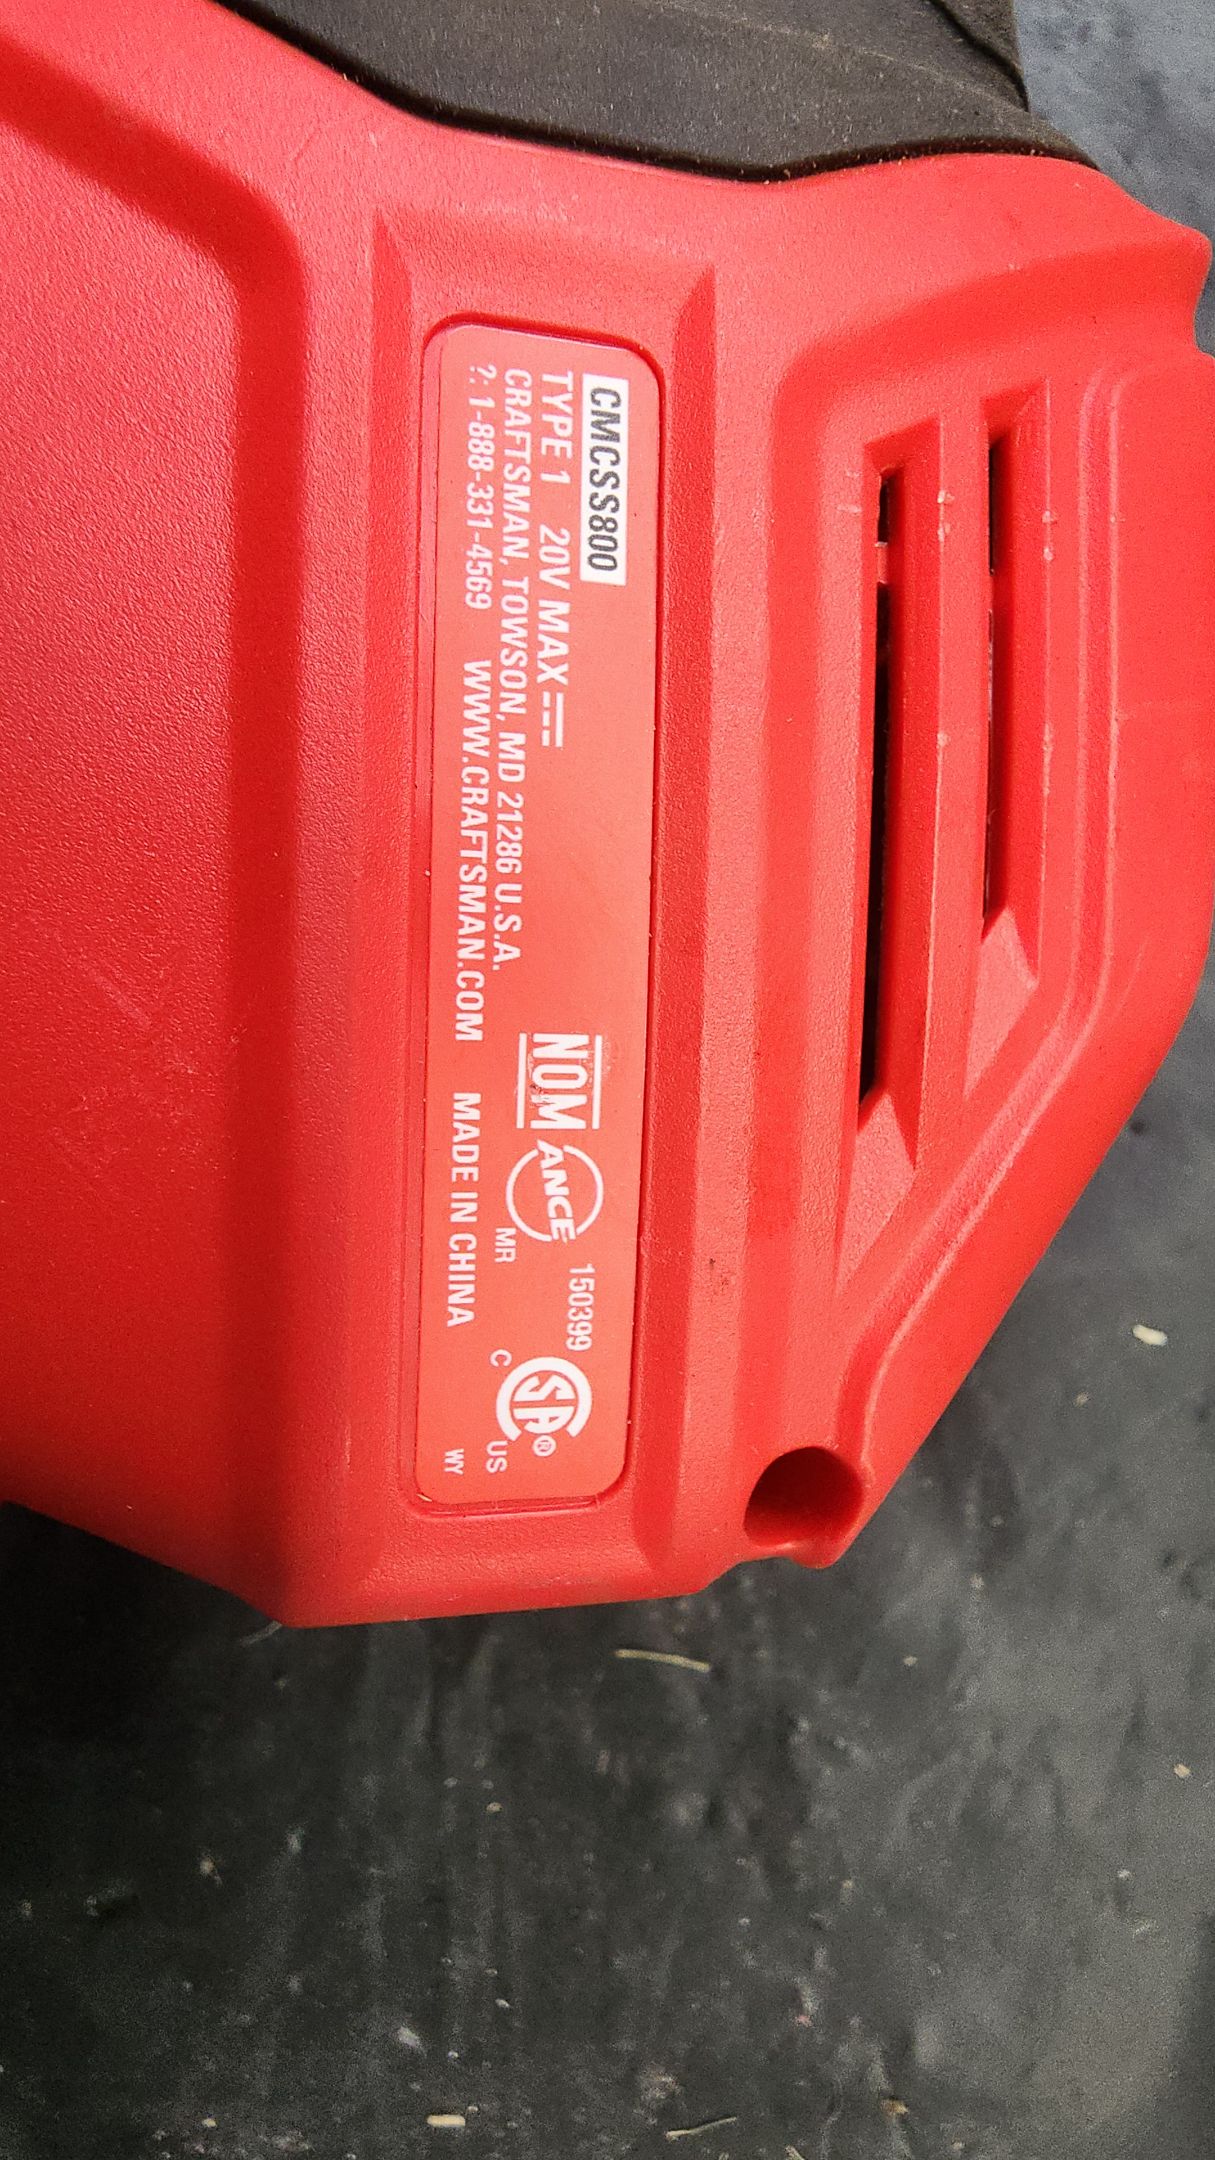 CMCSS800
TYPE 1 20V MAX
CRAFTSMAN, TOWSON, MD 21286 U.S.A.
?: 1-888-331-4569 WWW.CRAFTSMAN.COM MADE IN CHINA
NOM
ANCE
MR
150399
C SA® US
WY